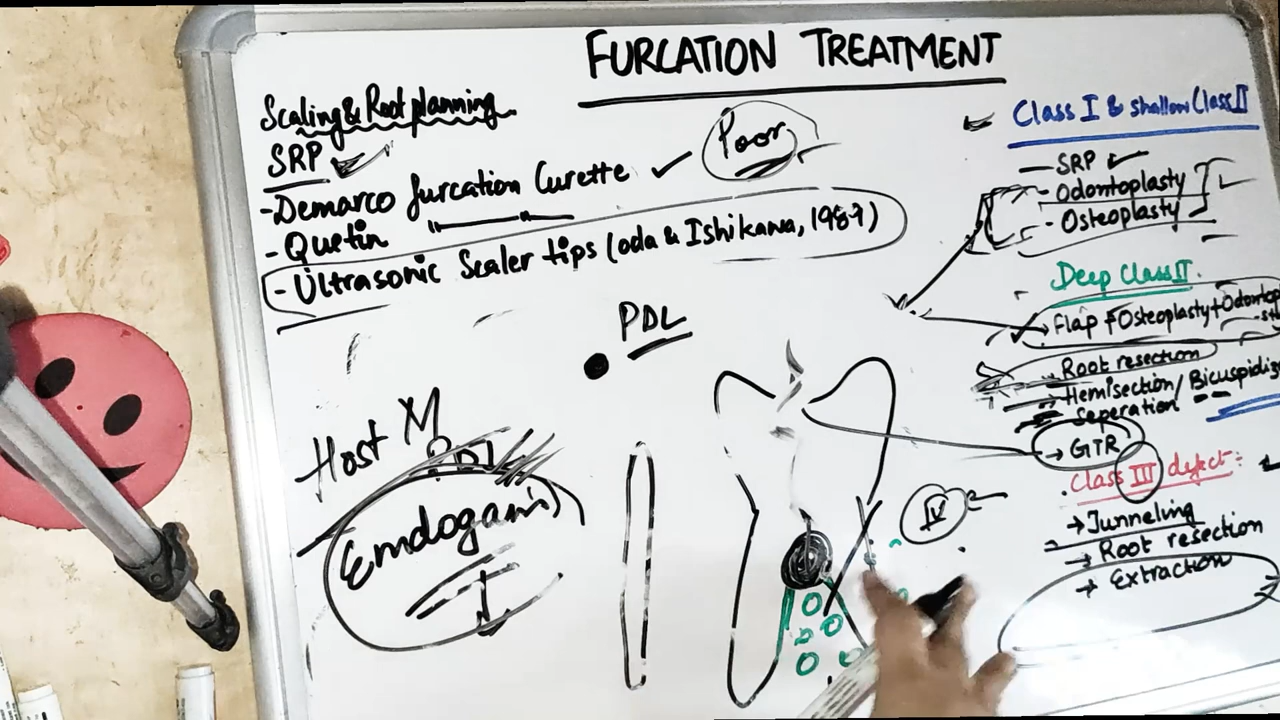 FURCATION TREATMENT
Scaling & Root planning
SRP
- Demarco furcation Curette
Poor
- Quetin " "
- Ultrasonic Scaler tips (oda & Ishikawa, 1989)
PDL
Host M
Emdogain
IV
Class I & shallow Class II
- SRP
- Odontoplasty
- Osteoplasty
Deep Class II
→ Flap + Osteoplasty + Odontop
→ Root resection
→ Hemisection / Bicuspidiz
Seperation
→ GTR
Class III defect:
→ Tunneling
→ Root resection
→ Extraction